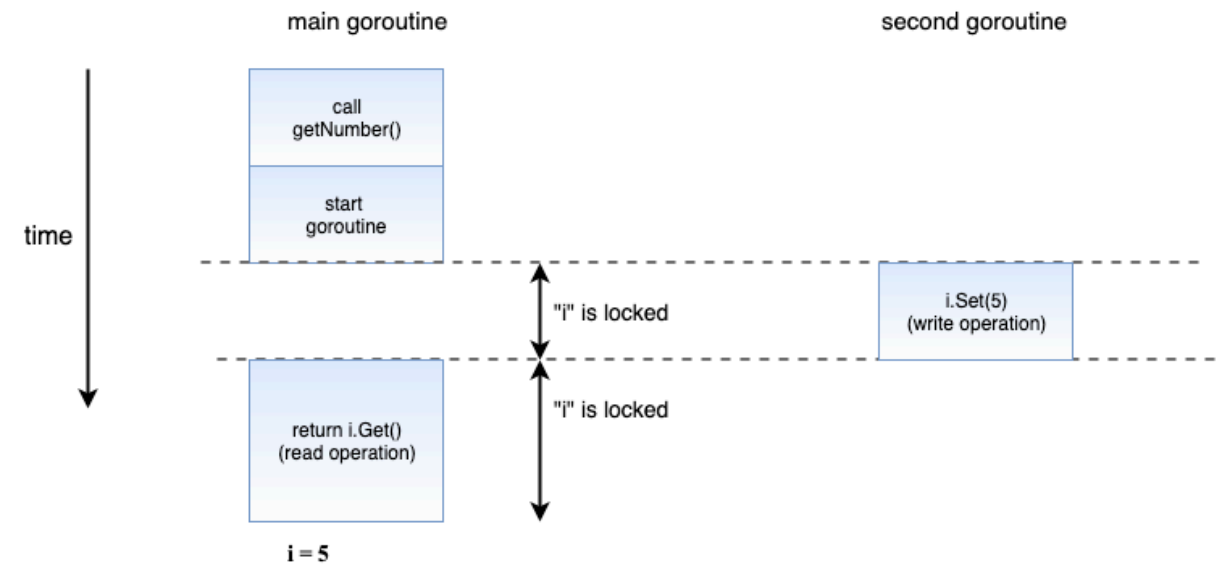 main goroutine
second goroutine
call
getNumber()
start
goroutine
time
"i" is locked
i.Set(5)
(write operation)
"i" is locked
return i.Get()
(read operation)
i = 5